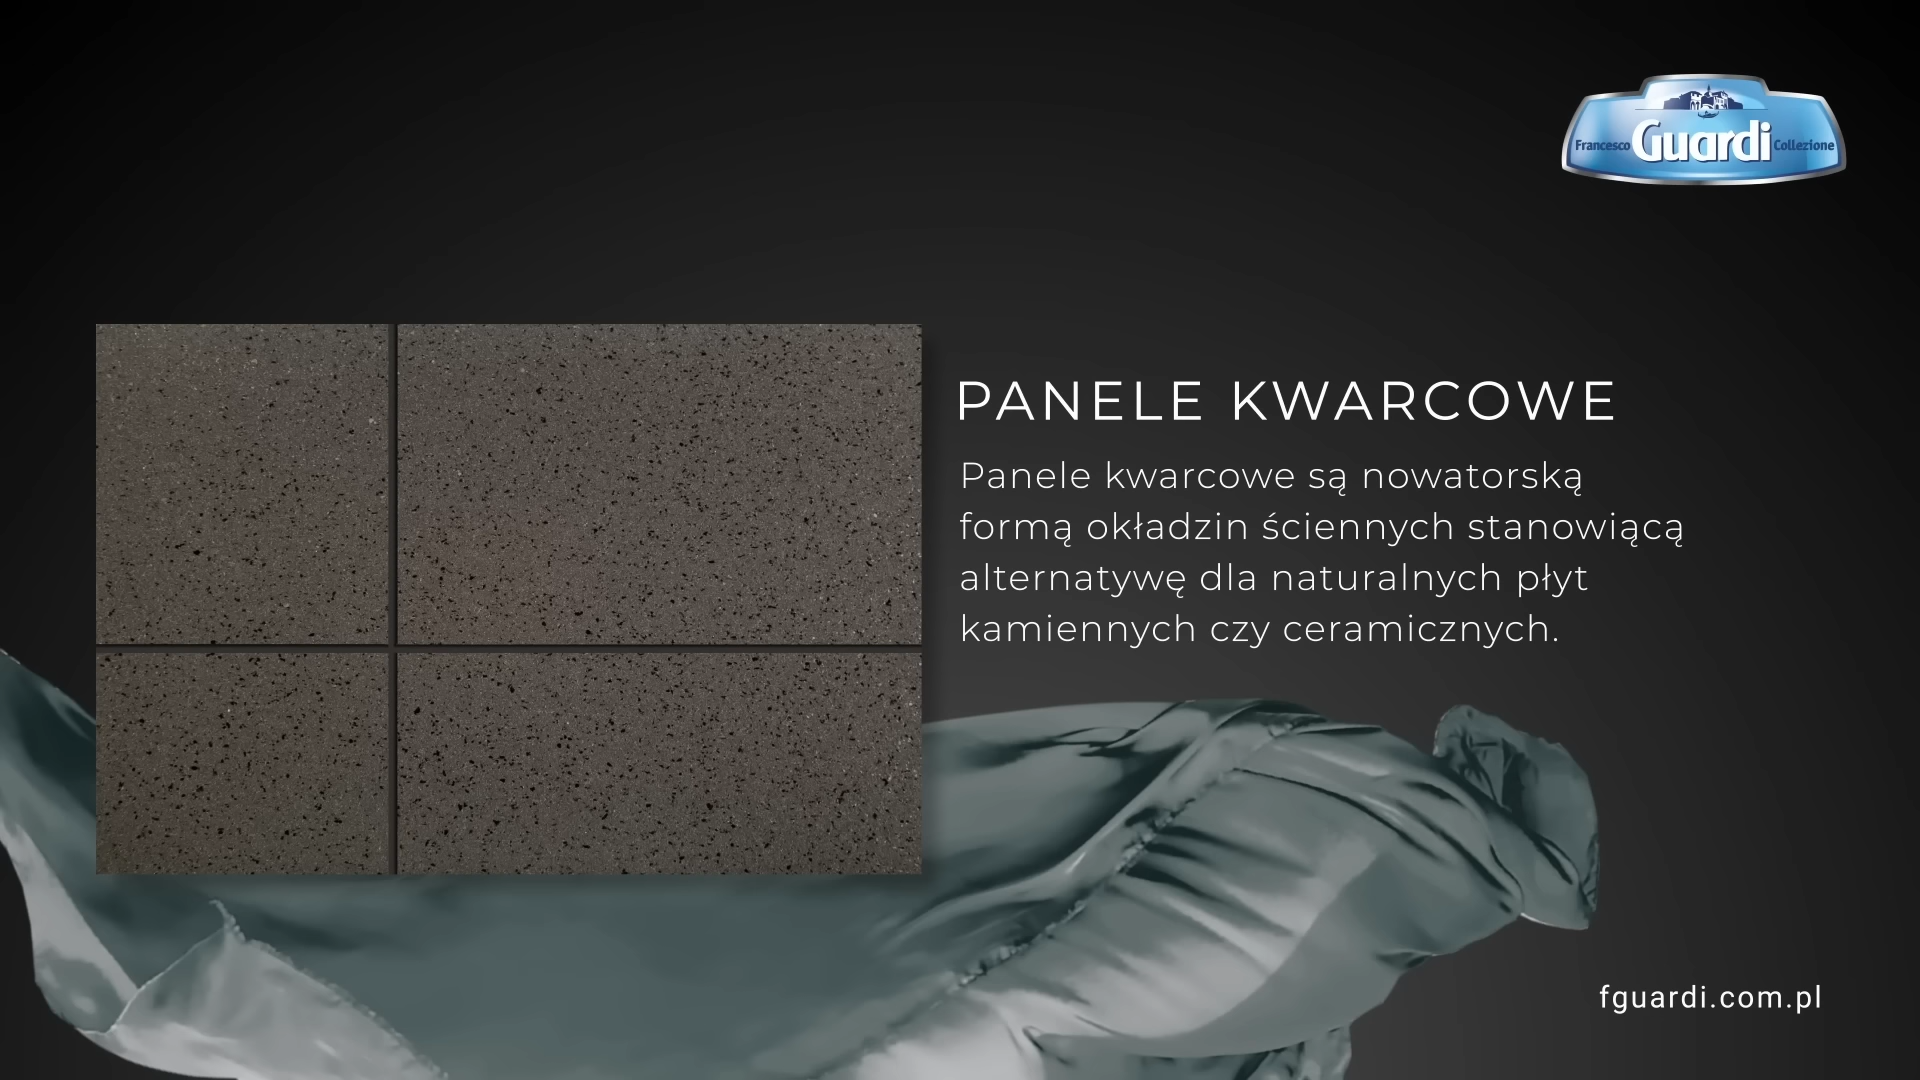 Francesco Guardi Collezione
PANELE KWARCOWE
Panele kwarcowe są nowatorską
formą okładzin ściennych stanowiącą
alternatywę dla naturalnych płyt
kamiennych czy ceramicznych.
fguardi.com.pl